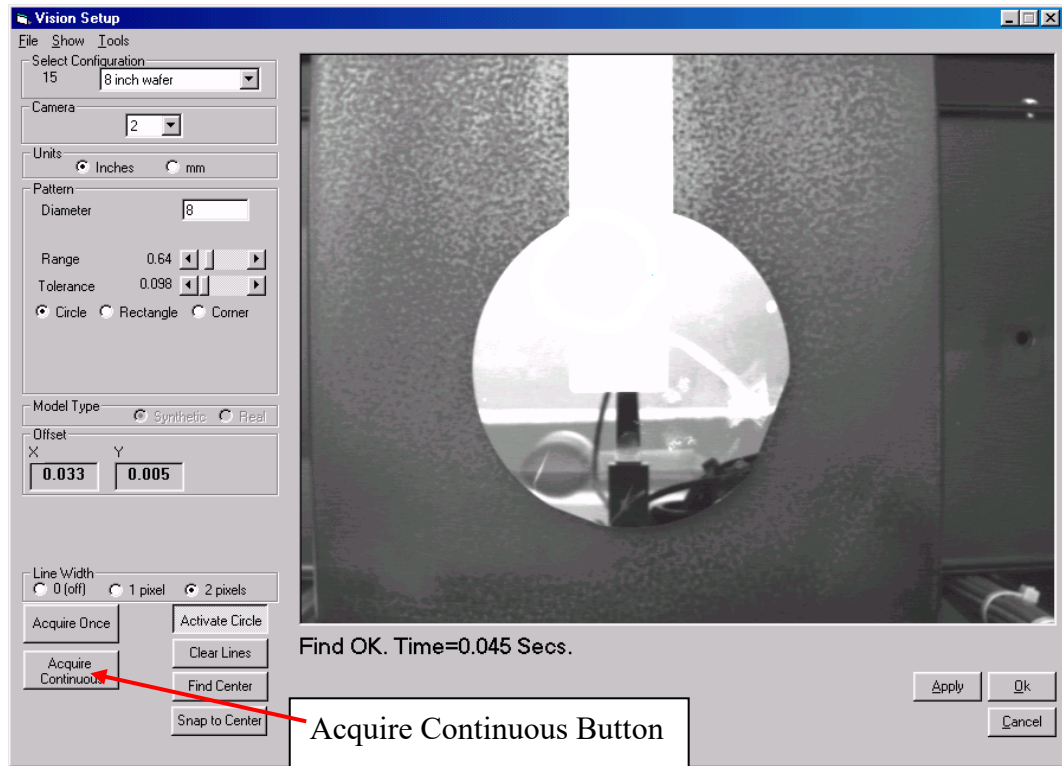 Vision Setup
File Show Tools
Select Configuration
15 8 inch wafer
Camera
2
Units
Inches mm
Pattern
Diameter 8
Range 0.64
Tolerance 0.098
Circle Rectangle Corner
Model Type
Synthetic Real
Offset
X Y
0.033 0.005
Line Width
0 (off) 1 pixel 2 pixels
Acquire Once
Activate Circle
Clear Lines
Acquire
Continuous
Find Center
Snap to Center
Find OK. Time=0.045 Secs.
Apply Ok
Cancel
Acquire Continuous Button